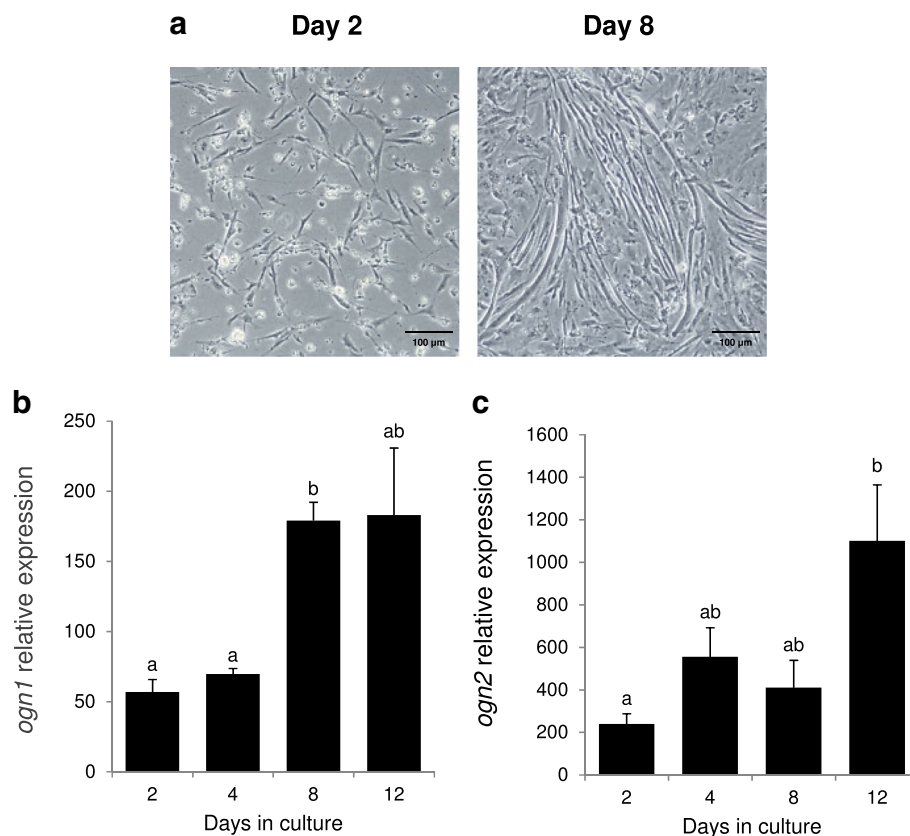 a
Day 2
Day 8
100 µm
100 µm
b
ogn1 relative expression
250
200
150
100
50
0
a
a
b
ab
2
4
8
12
Days in culture
c
ogn2 relative expression
1600
1400
1200
1000
800
600
400
200
0
a
ab
ab
b
2
4
8
12
Days in culture